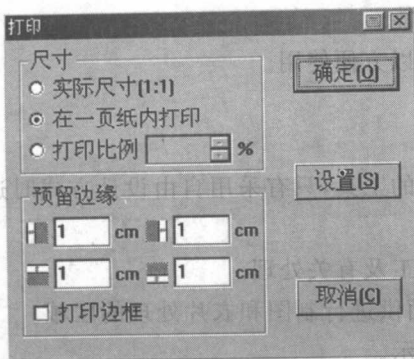 打印
尺寸
实际尺寸(1:1)
在一页纸内打印
打印比例 %
预留边缘
1 cm 1 cm
1 cm 1 cm
打印边框
确定(O)
设置(S)
取消(C)